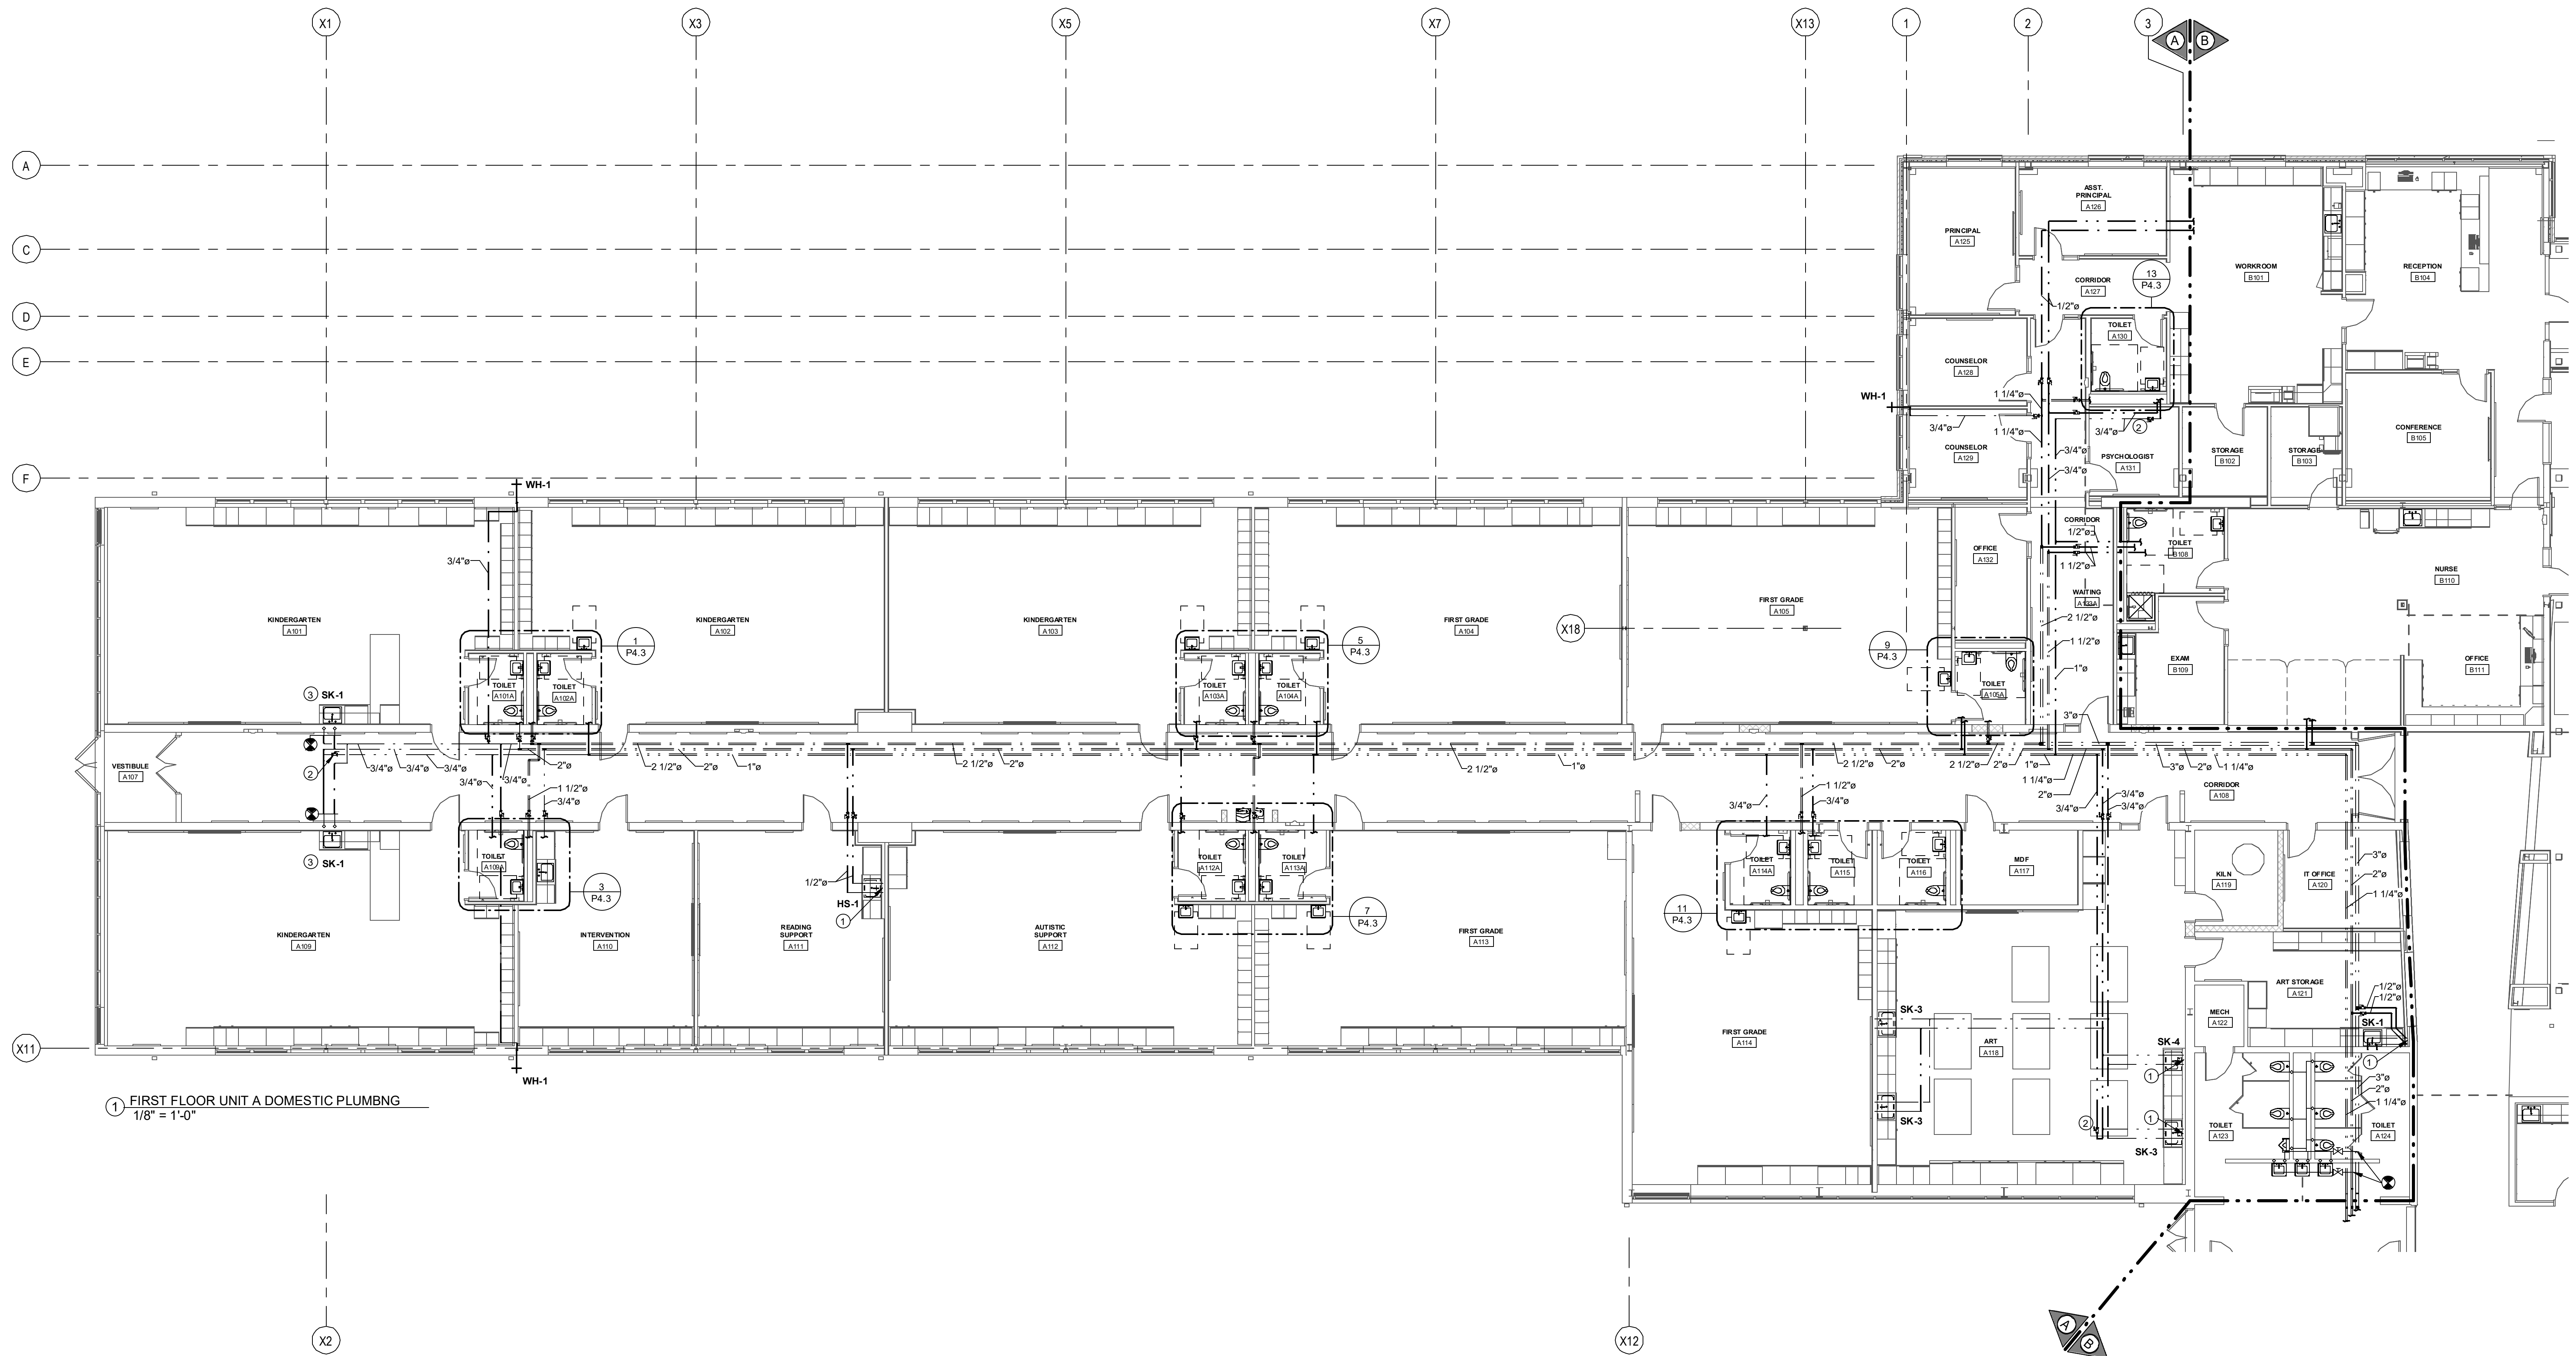 X1
X3
X5
X7
X13
1
2
3
A
B
A
C
D
E
F
X11
X18
X2
X12
ASST.
PRINCIPAL
A126
PRINCIPAL
A125
CORRIDOR
A127
13
P4.3
WORKROOM
B101
RECEPTION
B104
1/2"ø
TOILET
A130
COUNSELOR
A128
WH-1
1 1/4"ø
3/4"ø
1 1/4"ø
3/4"ø
2
COUNSELOR
A129
3/4"ø
3/4"ø
PSYCHOLOGIST
A131
STORAGE
B102
STORAGE
B103
CONFERENCE
B105
WH-1
3/4"ø
KINDERGARTEN
A101
KINDERGARTEN
A102
KINDERGARTEN
A103
FIRST GRADE
A104
FIRST GRADE
A105
OFFICE
A132
CORRIDOR
1/2"ø
1 1/2"ø
WAITING
A133A
2 1/2"ø
1 1/2"ø
1"ø
TOILET
B108
NURSE
B110
EXAM
B109
OFFICE
B111
1
P4.3
5
P4.3
9
P4.3
TOILET
A101A
TOILET
A102A
TOILET
A103A
TOILET
A104A
TOILET
A105A
3 SK-1
VESTIBULE
A107
2
3/4"ø
3/4"ø
3/4"ø
3/4"ø
3/4"ø
3/4"ø
2"ø
1 1/2"ø
3/4"ø
2 1/2"ø
2"ø
1"ø
2 1/2"ø
2"ø
2 1/2"ø
1"ø
3/4"ø
2 1/2"ø
2"ø
1 1/2"ø
3/4"ø
2 1/2"ø
2"ø
1"ø
1 1/4"ø
2"ø
3/4"ø
3"ø
3/4"ø
3/4"ø
3"ø
2"ø
1 1/4"ø
CORRIDOR
A108
3 SK-1
TOILET
A109A
3
P4.3
1/2"ø
HS-1
1
TOILET
A112A
TOILET
A113A
7
P4.3
11
P4.3
TOILET
A114A
TOILET
A115
TOILET
A116
MDF
A117
KILN
A119
IT OFFICE
A120
3"ø
2"ø
1 1/4"ø
KINDERGARTEN
A109
INTERVENTION
A110
READING
SUPPORT
A111
AUTISTIC
SUPPORT
A112
FIRST GRADE
A113
FIRST GRADE
A114
SK-3
SK-3
ART
A118
ART STORAGE
A121
1/2"ø
1/2"ø
SK-1
1
MECH
A122
SK-4
1
1
2
SK-3
3"ø
2"ø
1 1/4"ø
TOILET
A123
TOILET
A124
WH-1
1 FIRST FLOOR UNIT A DOMESTIC PLUMBNG
1/8" = 1'-0"
A
B